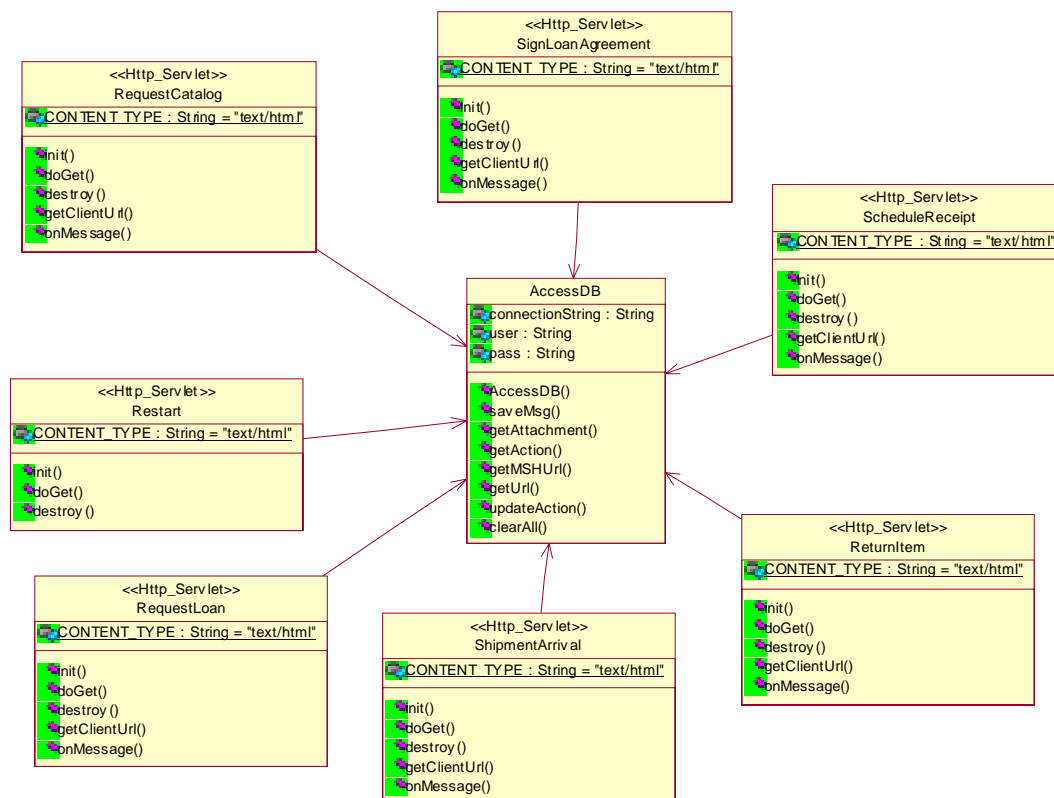 <<Http_Servlet>>
SignLoanAgreement
CONTENT_TYPE : String = "text/html"
init()
doGet()
destroy()
getClientUrl()
onMessage()
<<Http_Servlet>>
RequestCatalog
CONTENT_TYPE : String = "text/html"
init()
doGet()
destroy()
getClientUrl()
onMessage()
<<Http_Servlet>>
ScheduleReceipt
CONTENT_TYPE : String = "text/html"
init()
doGet()
destroy()
getClientUrl()
onMessage()
AccessDB
connectionString : String
user : String
pass : String
AccessDB()
saveMsg()
getAttachment()
getAction()
getMSHUrl()
getUrl()
updateAction()
clearAll()
<<Http_Servlet>>
Restart
CONTENT_TYPE : String = "text/html"
init()
doGet()
destroy()
<<Http_Servlet>>
ReturnItem
CONTENT_TYPE : String = "text/html"
init()
doGet()
destroy()
getClientUrl()
onMessage()
<<Http_Servlet>>
RequestLoan
CONTENT_TYPE : String = "text/html"
init()
doGet()
destroy()
getClientUrl()
onMessage()
<<Http_Servlet>>
ShipmentArrival
CONTENT_TYPE : String = "text/html"
init()
doGet()
destroy()
getClientUrl()
onMessage()